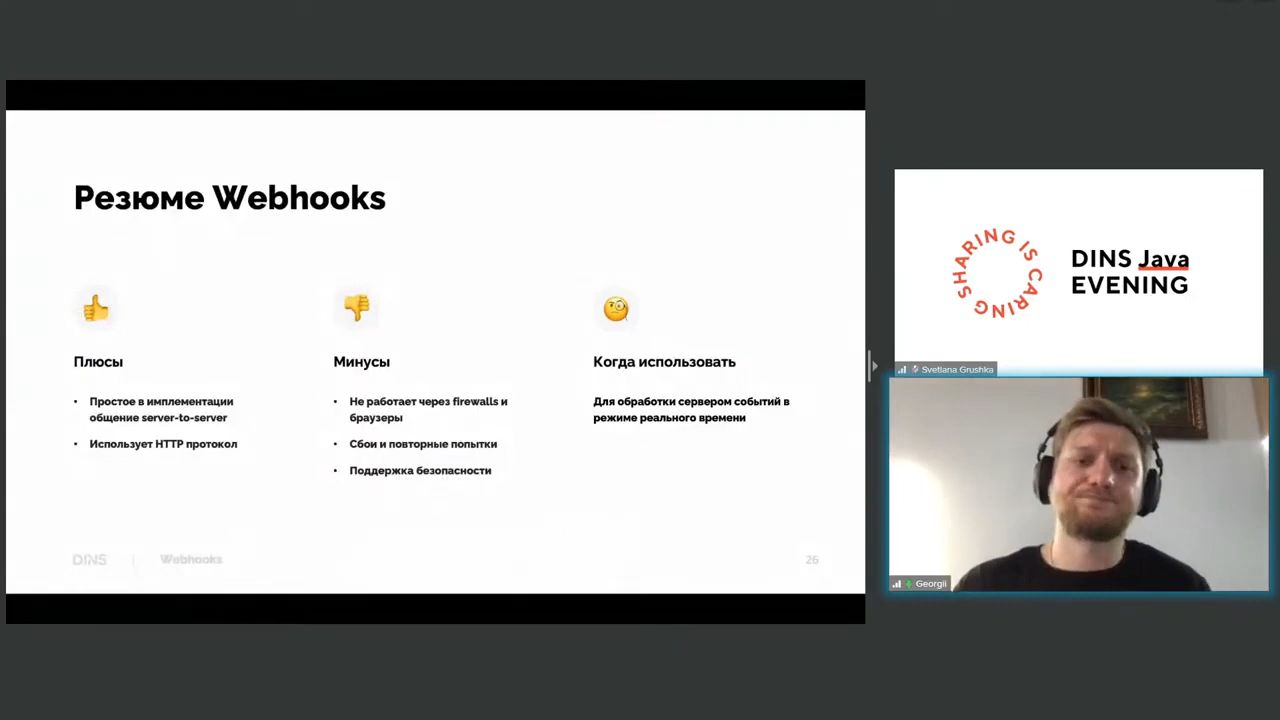 Резюме Webhooks
Плюсы
• Простое в имплементации
общение server-to-server
• Использует HTTP протокол
Минусы
• Не работает через firewalls и
браузеры
• Сбои и повторные попытки
• Поддержка безопасности
Когда использовать
Для обработки сервером событий в
режиме реального времени
DINS | Webhooks
26
SHARING IS CARING
DINS Java
EVENING
Svetlana Grushka
Georgii